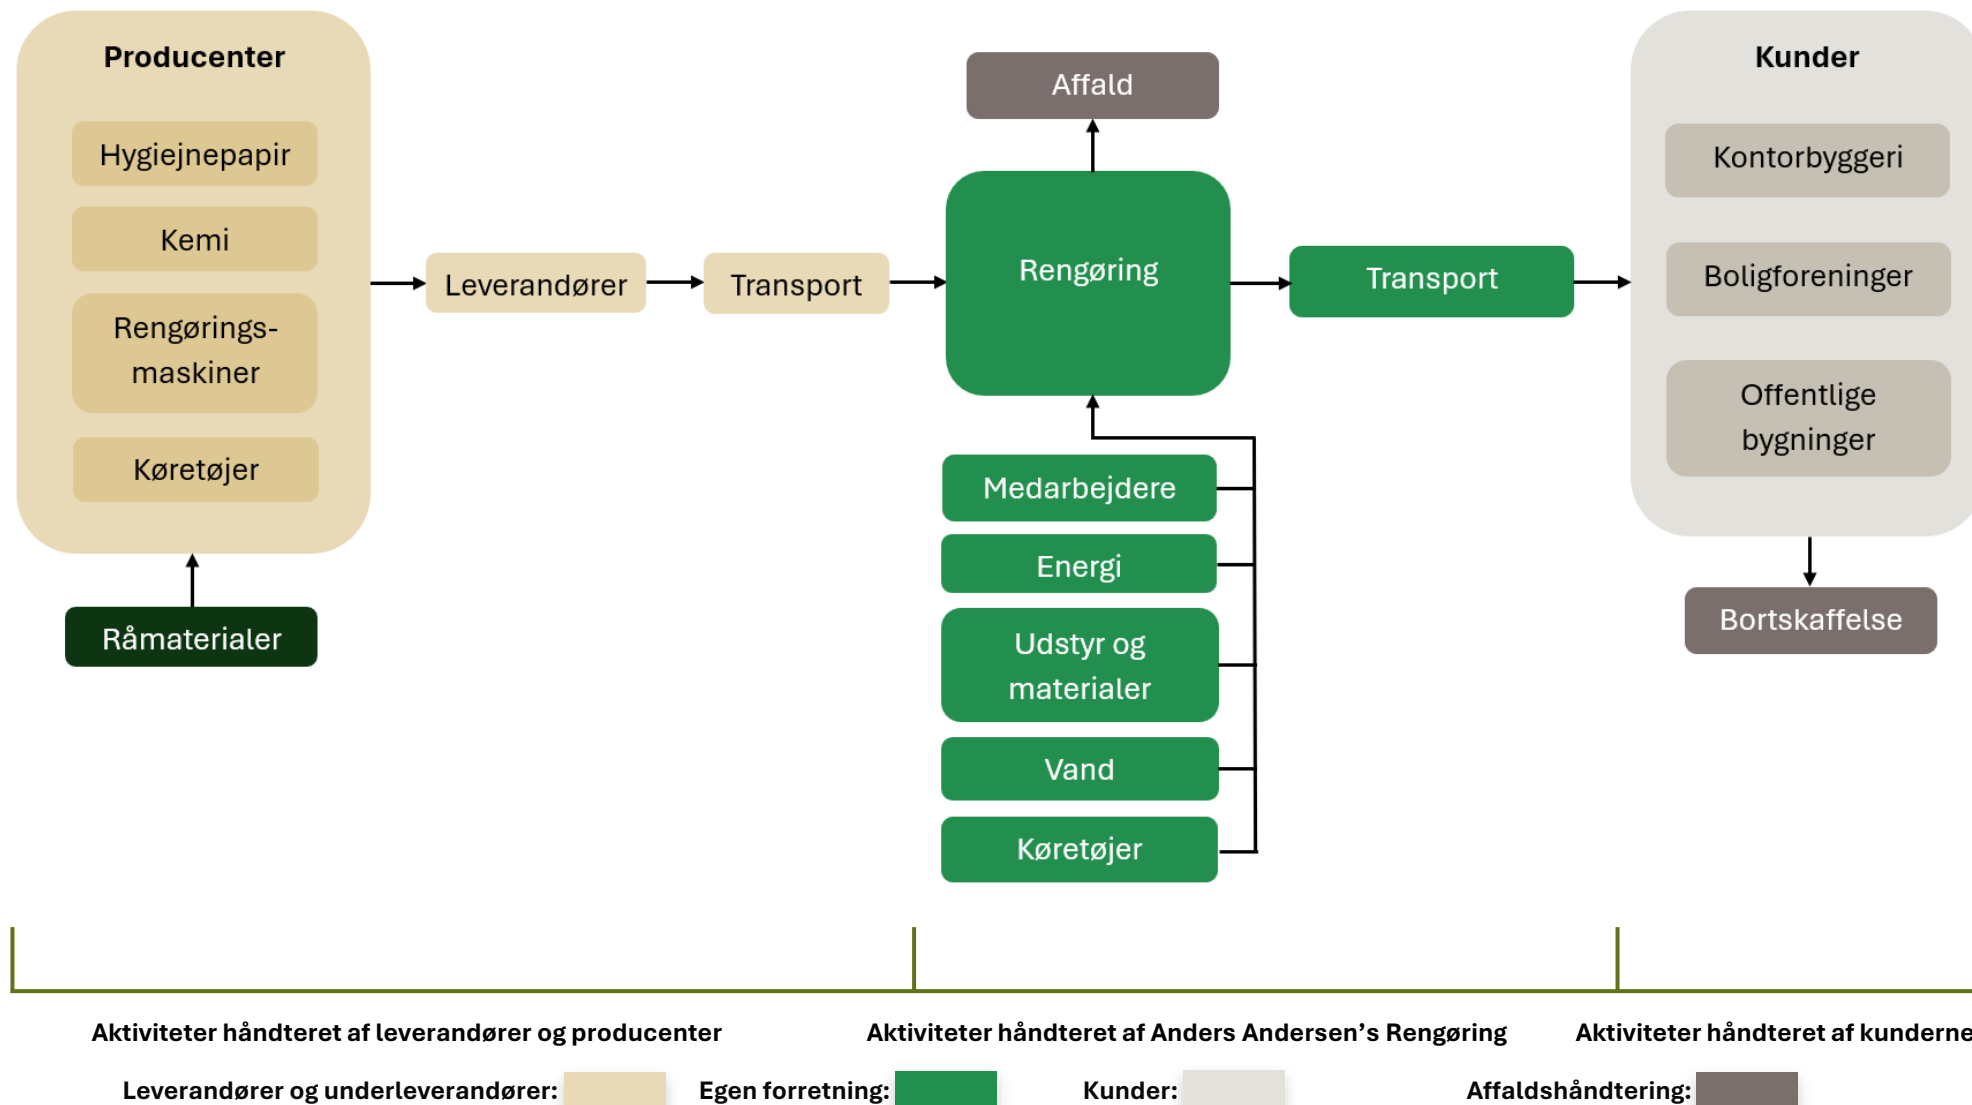 Producenter
Hygiejnepapir
Kemi
Rengørings-
maskiner
Køretøjer
Råmaterialer
Leverandører
Transport
Affald
Rengøring
Medarbejdere
Energi
Udstyr og
materialer
Vand
Køretøjer
Transport
Kunder
Kontorbyggeri
Boligforeninger
Offentlige
bygninger
Bortskaffelse
Aktiviteter håndteret af leverandører og producenter
Aktiviteter håndteret af Anders Andersen’s Rengøring
Aktiviteter håndteret af kunderne
Leverandører og underleverandører:
Egen forretning:
Kunder:
Affaldshåndtering: